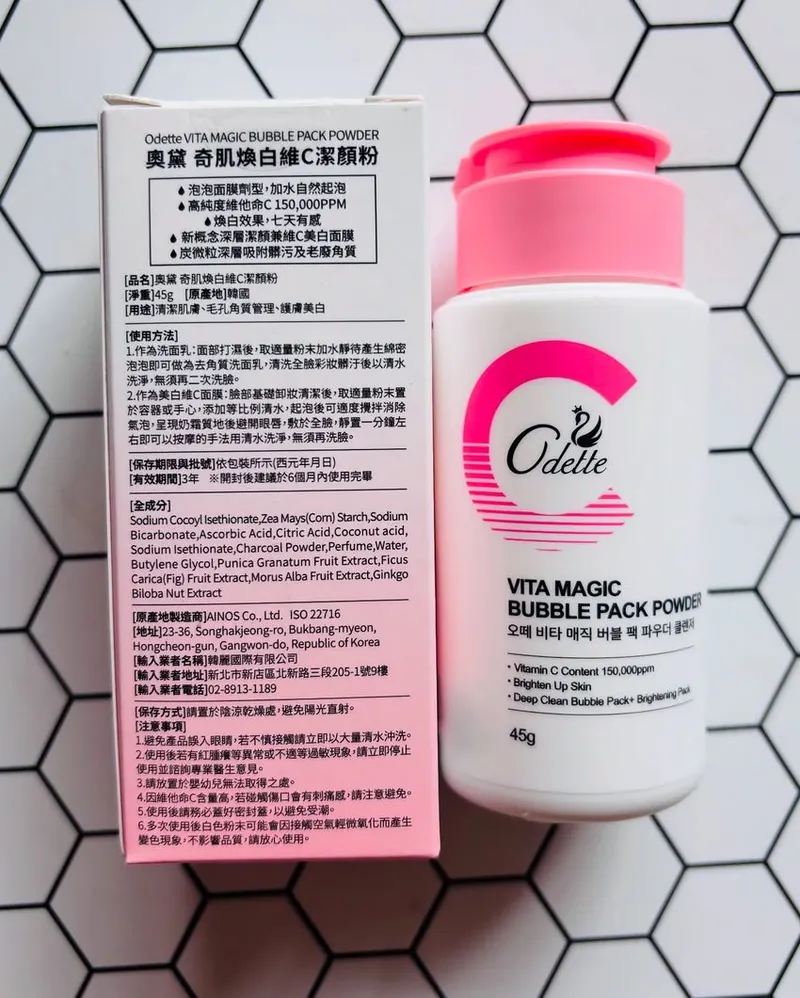 Odette VITA MAGIC BUBBLE PACK POWDER
奧黛 奇肌煥白維C潔顏粉
泡泡面膜劑型,加水自然起泡
高純度維他命C 150,000PPM
煥白效果,七天有感
新概念深層潔顏兼維C美白面膜
炭微粒深層吸附髒污及老廢角質
[品名]奧黛 奇肌煥白維C潔顏粉
[淨重]45g [原產地]韓國
[用途]清潔肌膚、毛孔角質管理、護膚美白
[使用方法]
1.作為洗面乳:面部打濕後,取適量粉末加水靜待產生綿密
泡泡即可做為去角質洗面乳,清洗全臉彩妝髒汙後以清水
洗淨,無須再二次洗臉。
2.作為美白維C面膜:臉部基礎卸妝清潔後,取適量粉末置
於容器或手心,添加等比例清水,起泡後可適度攪拌消除
氣泡,呈現奶霜質地後避開眼唇,敷於全臉,靜置一分鐘左
右即可以按摩的手法用清水洗淨,無須再洗臉。
[保存期限與批號]依包裝所示(西元年月日)
[有效期間]3年 ※開封後建議於6個月內使用完畢
[全成分]
Sodium Cocoyl Isethionate,Zea Mays(Corn) Starch,Sodium
Bicarbonate,Ascorbic Acid,Citric Acid,Coconut acid,
Sodium Isethionate,Charcoal Powder,Perfume,Water,
Butylene Glycol,Punica Granatum Fruit Extract,Ficus
Carica(Fig) Fruit Extract,Morus Alba Fruit Extract,Ginkgo
Biloba Nut Extract
[原產地製造商]AINOS Co., Ltd. ISO 22716
[地址]23-36, Songhakjeong-ro, Bukbang-myeon,
Hongcheon-gun, Gangwon-do, Republic of Korea
[輸入業者名稱]韓麗國際有限公司
[輸入業者地址]新北市新店區北新路三段205-1號9樓
[輸入業者電話]02-8913-1189
[保存方式]請置於陰涼乾燥處,避免陽光直射。
[注意事項]
1.避免產品誤入眼睛,若不慎接觸請立即以大量清水沖洗。
2.使用後若有紅腫癢等異常或不適等過敏現象,請立即停止
使用並諮詢專業醫生意見。
3.請放置於嬰幼兒無法取得之處。
4.因維他命C含量高,若碰觸傷口會有刺痛感,請注意避免。
5.使用後請務必蓋好密封蓋,以避免受潮。
6.多次使用後白色粉末可能會因接觸空氣輕微氧化而產生
變色現象,不影響品質,請放心使用。
C
Odette
VITA MAGIC
BUBBLE PACK POWDER
오떼 비타 매직 버블 팩 파우더 클렌저
• Vitamin C Content 150,000ppm
• Brighten Up Skin
• Deep Clean Bubble Pack+ Brightening Pack
45g